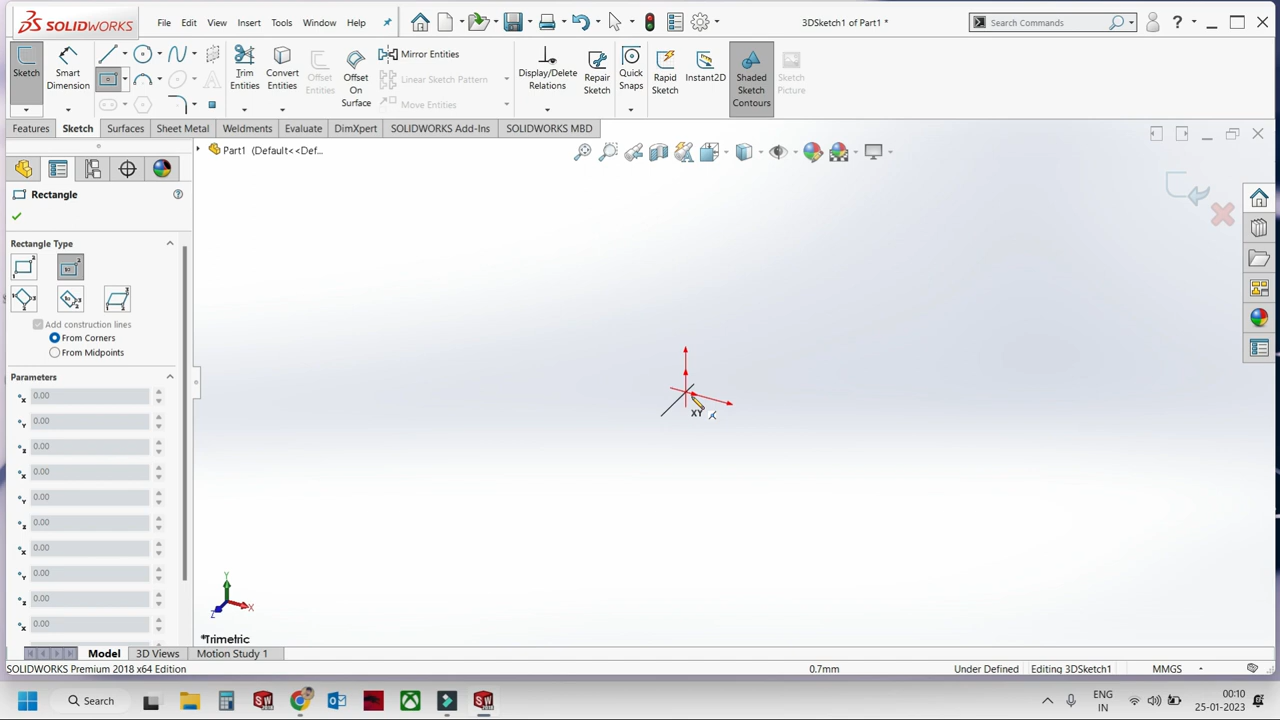 SOLIDWORKS
File Edit View Insert Tools Window Help
3DSketch1 of Part1 *
Search Commands
?
Sketch
Smart Dimension
Trim Entities
Convert Entities
Offset Entities
Offset On Surface
Mirror Entities
Linear Sketch Pattern
Move Entities
Display/Delete Relations
Repair Sketch
Quick Snaps
Rapid Sketch
Instant2D
Shaded Sketch Contours
Sketch Picture
Features Sketch Surfaces Sheet Metal Weldments Evaluate DimXpert SOLIDWORKS Add-Ins SOLIDWORKS MBD
Part1 (Default<<Def...
Rectangle
Rectangle Type
Add construction lines
From Corners
From Midpoints
Parameters
x 0.00
Y 0.00
z 0.00
x 0.00
Y 0.00
z 0.00
x 0.00
Y 0.00
z 0.00
x 0.00
XY
Y
X
Z
*Trimetric
Model 3D Views Motion Study 1
SOLIDWORKS Premium 2018 x64 Edition
0.7mm Under Defined Editing 3DSketch1 MMGS
Search
ENG
IN
00:10
25-01-2023